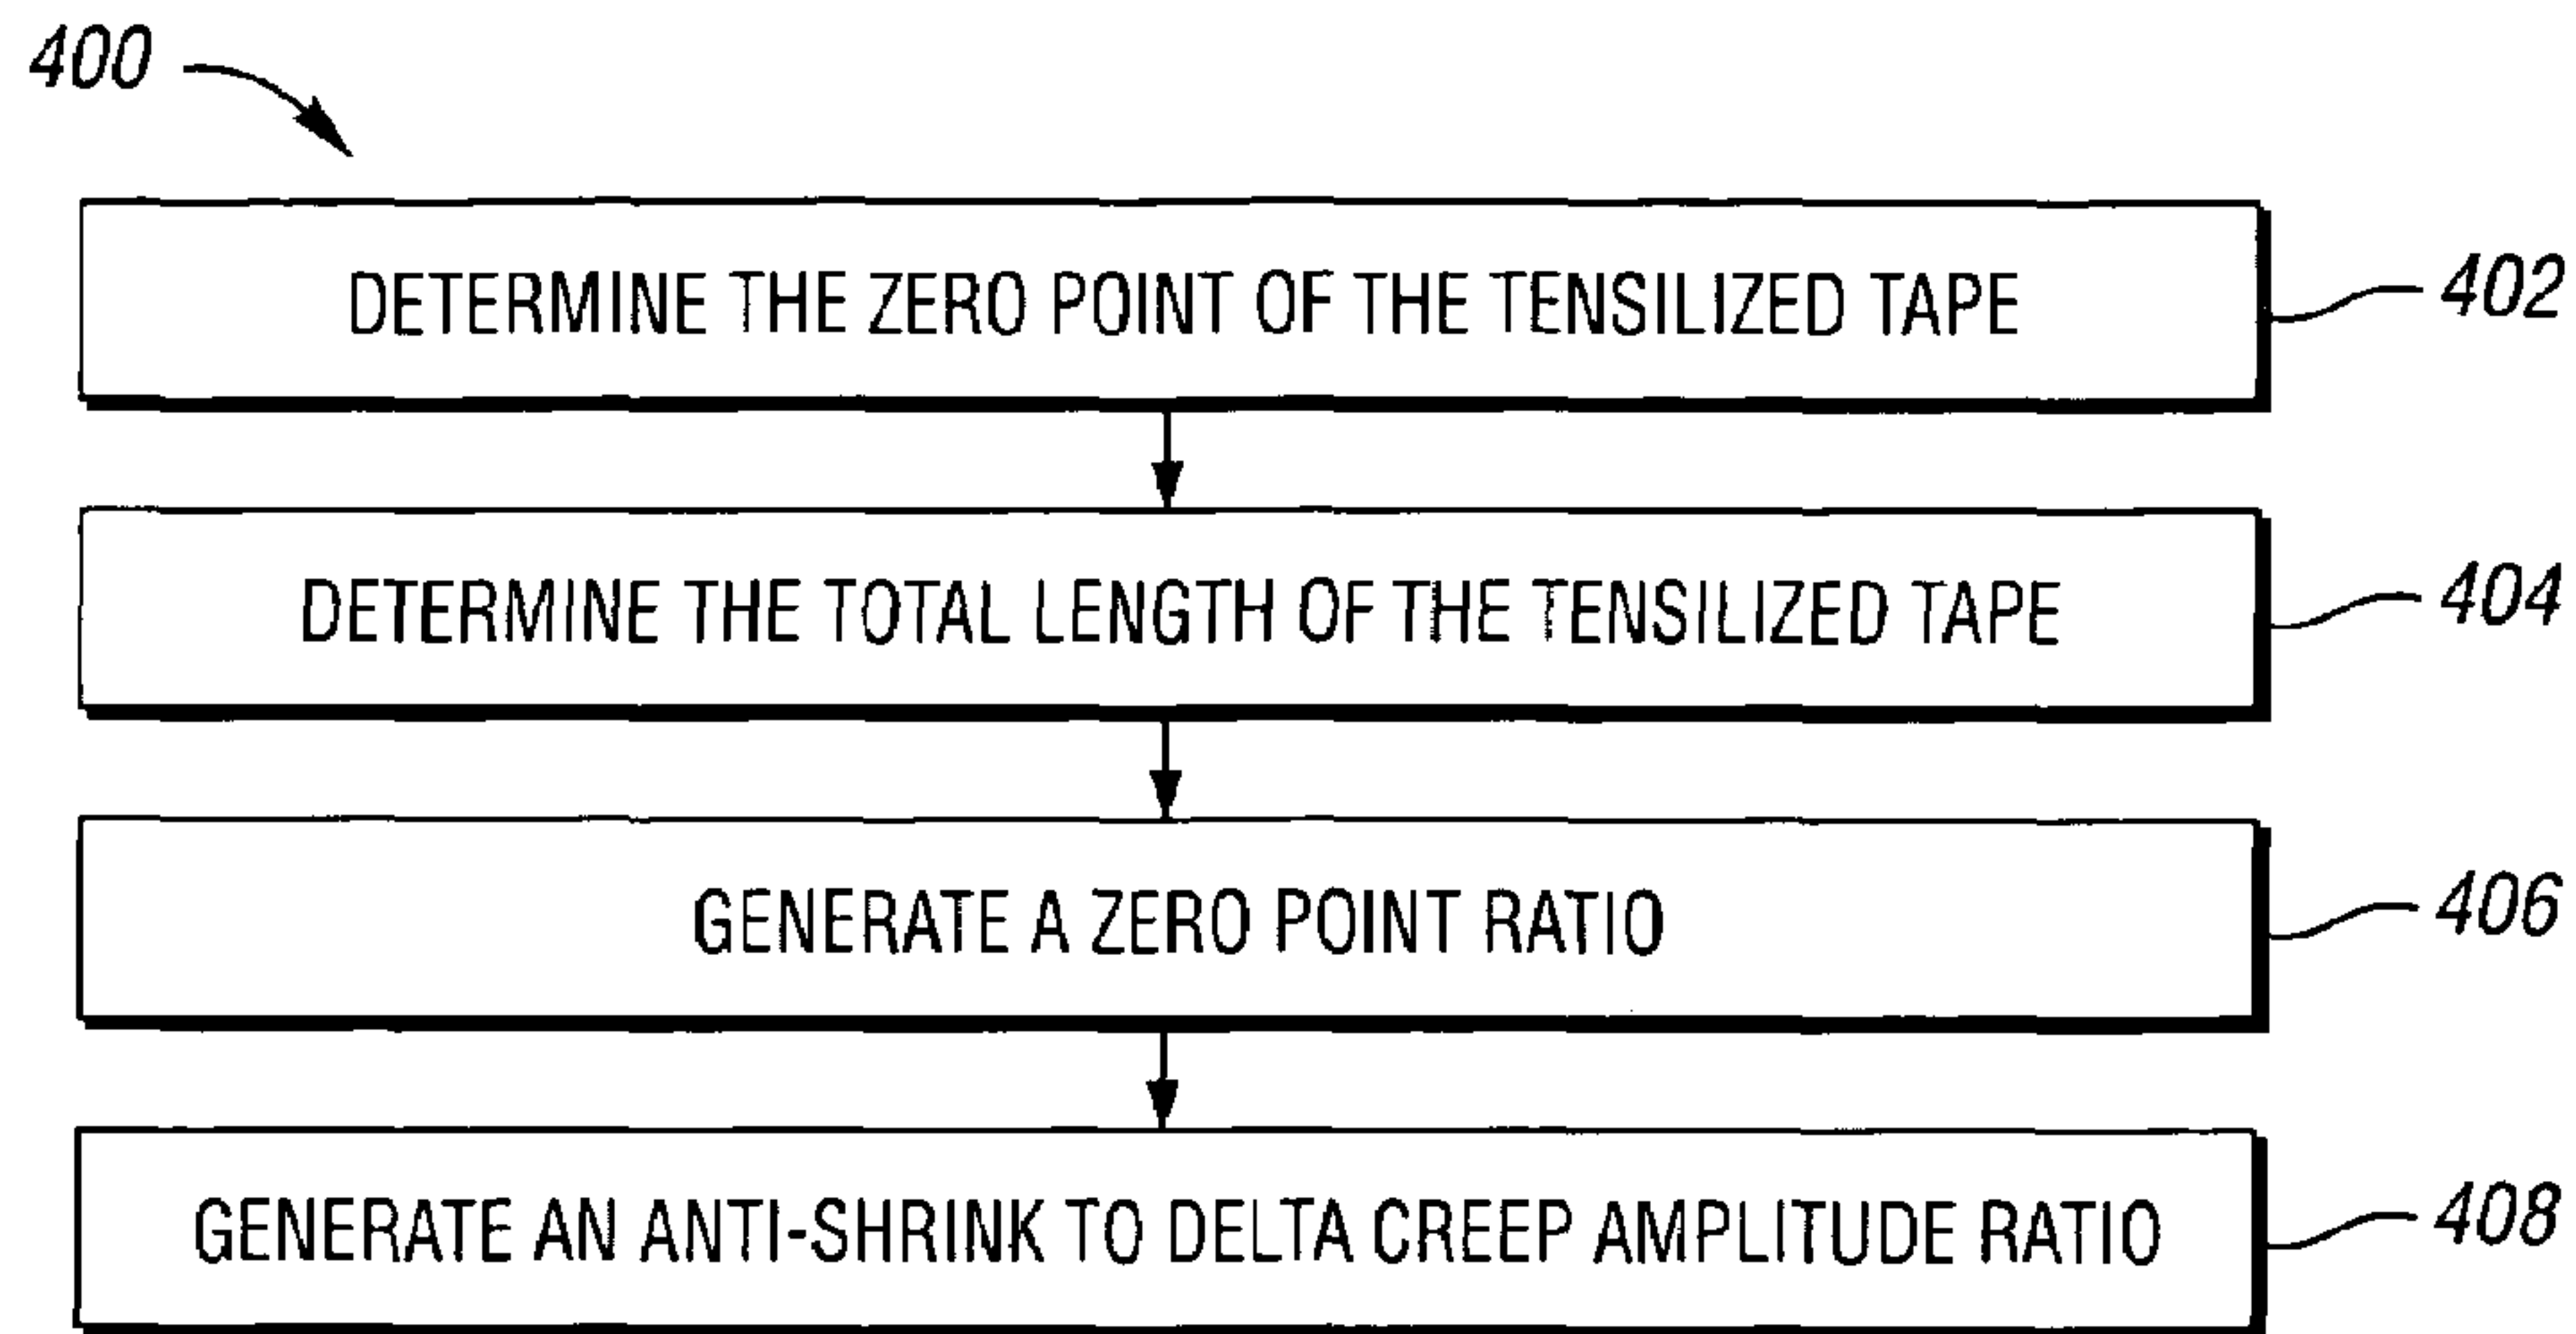 400
DETERMINE THE ZERO POINT OF THE TENSILIZED TAPE
402
DETERMINE THE TOTAL LENGTH OF THE TENSILIZED TAPE
404
GENERATE A ZERO POINT RATIO
406
GENERATE AN ANTI-SHRINK TO DELTA CREEP AMPLITUDE RATIO
408